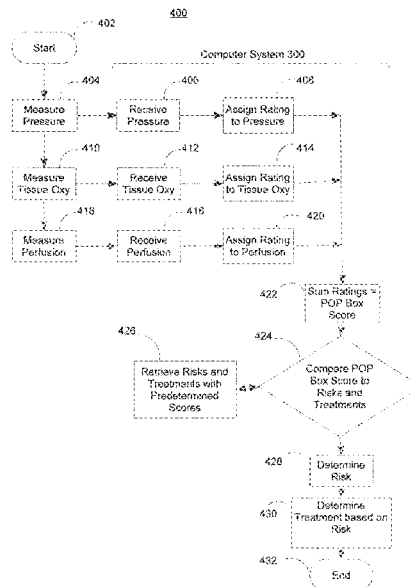 400
402
Start
Computer System 300
404
Measure
Pressure
406
Receive
Pressure
408
Assign Rating
to Pressure
410
Measure
Tissue Oxy
412
Receive
Tissue Oxy
414
Assign Rating
to Tissue Oxy
418
Measure
Perfusion
416
Receive
Perfusion
420
Assign Rating
to Perfusion
422
Sum Ratings =
POP Box
Score
424
Compare POP
Box Score to
Risks and
Treatments
426
Retrieve Risks and
Treatments with
Predetermined
Scores
428
Determine
Risk
430
Determine
Treatment based on
Risk
432
End